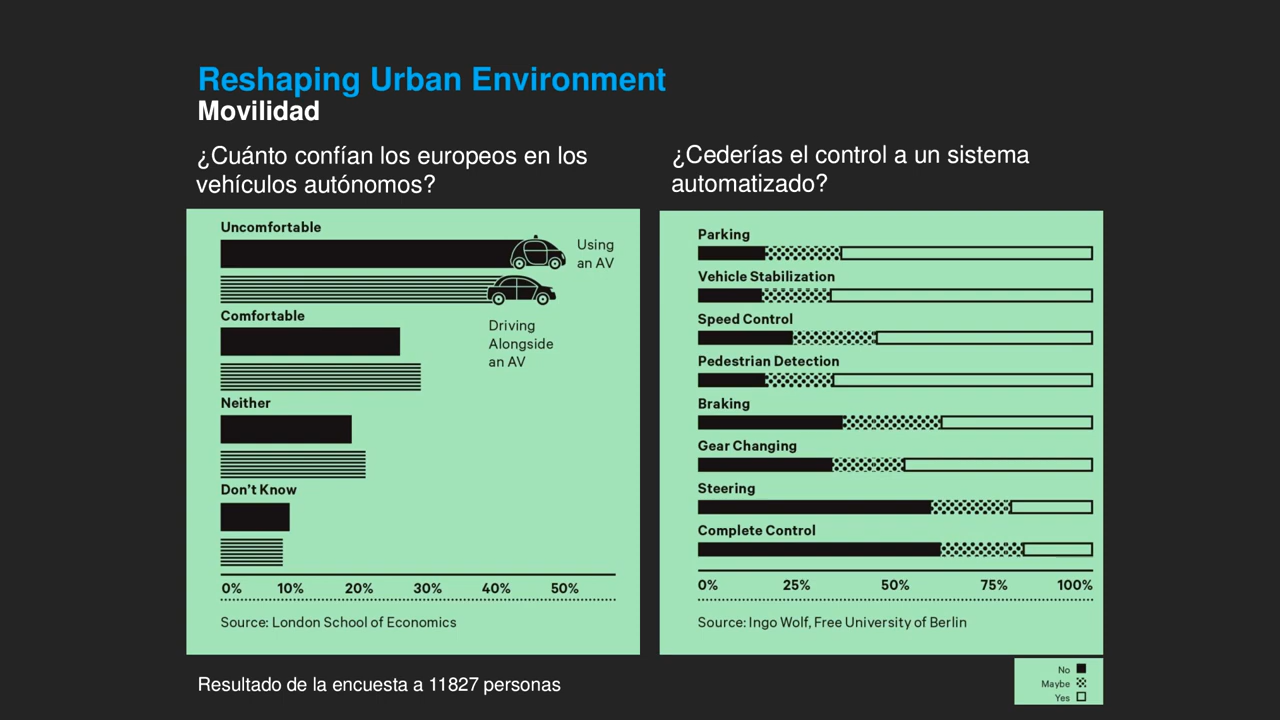 Reshaping Urban Environment
Movilidad
¿Cuánto confían los europeos en los
vehículos autónomos?
Uncomfortable
Using
an AV
Comfortable
Driving
Alongside
an AV
Neither
Don't Know
0% 10% 20% 30% 40% 50%
Source: London School of Economics
Resultado de la encuesta a 11827 personas
¿Cederías el control a un sistema
automatizado?
Parking
Vehicle Stabilization
Speed Control
Pedestrian Detection
Braking
Gear Changing
Steering
Complete Control
0% 25% 50% 75% 100%
Source: Ingo Wolf, Free University of Berlin
No
Maybe
Yes